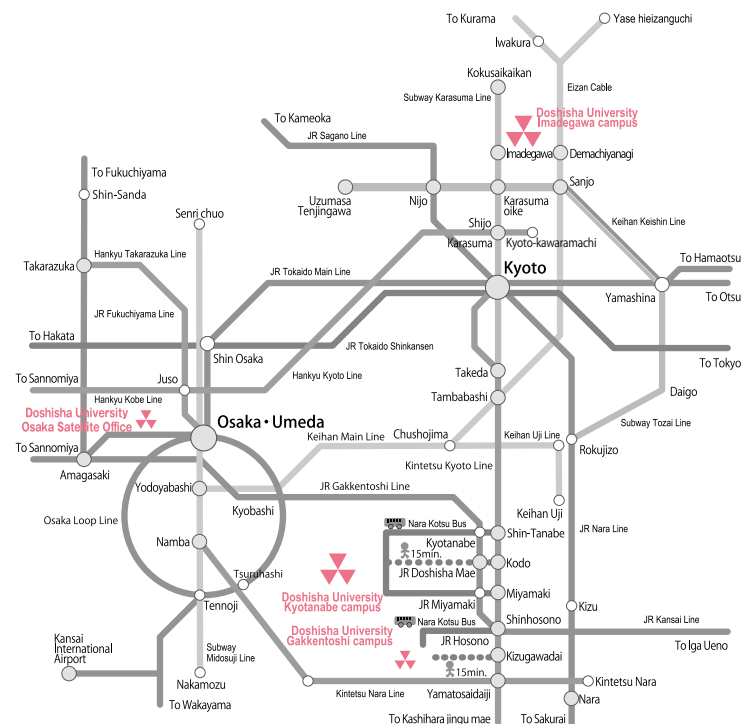 To Kurama
Yase hieizanguchi
Iwakura
Kokusaikaikan
Eizan Cable
Subway Karasuma Line
Doshisha University
Imadegawa campus
To Kameoka
JR Sagano Line
Imadegawa
Demachiyanagi
To Fukuchiyama
Shin-Sanda
Uzumasa
Tenjingawa
Nijo
Karasuma
oike
Sanjo
Senri chuo
Shijo
Karasuma
Kyoto-kawaramachi
Keihan Keishin Line
Hankyu Takarazuka Line
Takarazuka
JR Tokaido Main Line
Kyoto
To Hamaotsu
Yamashina
To Otsu
JR Fukuchiyama Line
To Hakata
Shin Osaka
JR Tokaido Shinkansen
To Tokyo
Takeda
To Sannomiya
Juso
Hankyu Kyoto Line
Hankyu Kobe Line
Tambabashi
Daigo
Doshisha University
Osaka Satellite Office
Osaka・Umeda
Subway Tozai Line
Keihan Main Line
Chushojima
Keihan Uji Line
Rokujizo
To Sannomiya
Amagasaki
Kintetsu Kyoto Line
Yodoyabashi
JR Gakkentoshi Line
Kyobashi
Keihan Uji
Osaka Loop Line
Nara Kotsu Bus
Shin-Tanabe
JR Nara Line
Namba
Kyotanabe
15min.
Kodo
JR Doshisha Mae
Tsuruhashi
Doshisha University
Kyotanabe campus
Miyamaki
JR Miyamaki
Tennoji
Kizu
Nara Kotsu Bus
Shinhosono
JR Kansai Line
Doshisha University
Gakkentoshi campus
JR Hosono
To Iga Ueno
Kansai
International
Airport
Subway
Midosuji Line
Kizugawadai
15min.
Nakamozu
Kintetsu Nara Line
Yamatosaidaiji
Kintetsu Nara
To Wakayama
Nara
To Kashihara jingu mae
To Sakurai